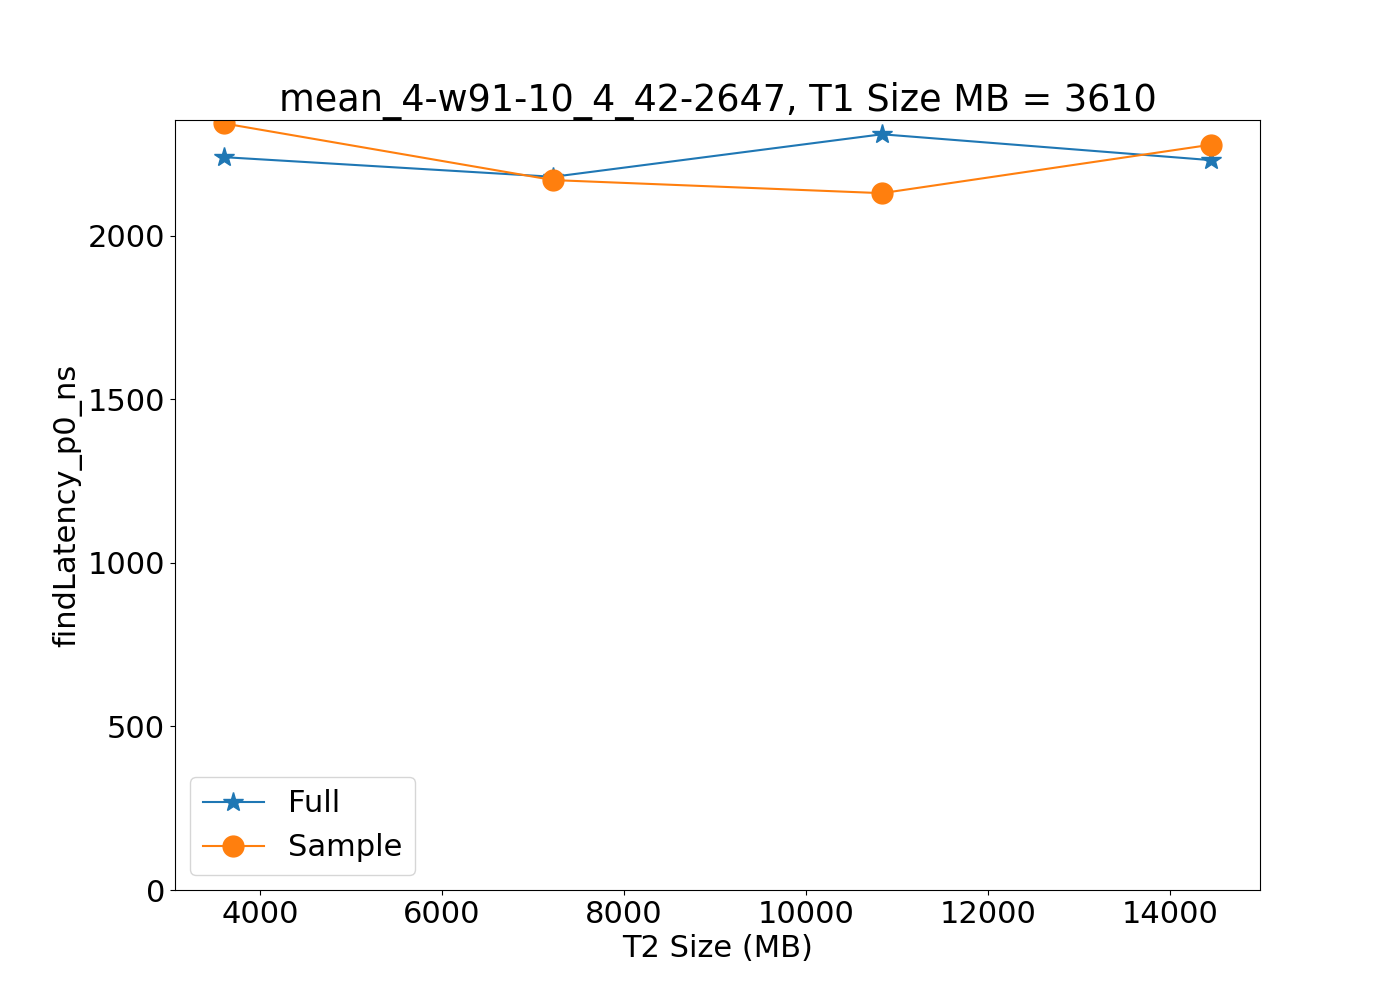 mean_4-w91-10_4_42-2647, T1 Size MB = 3610
findLatency_p0_ns
2000
1500
1000
500
0
Full
Sample
4000 6000 8000 10000 12000 14000
T2 Size (MB)